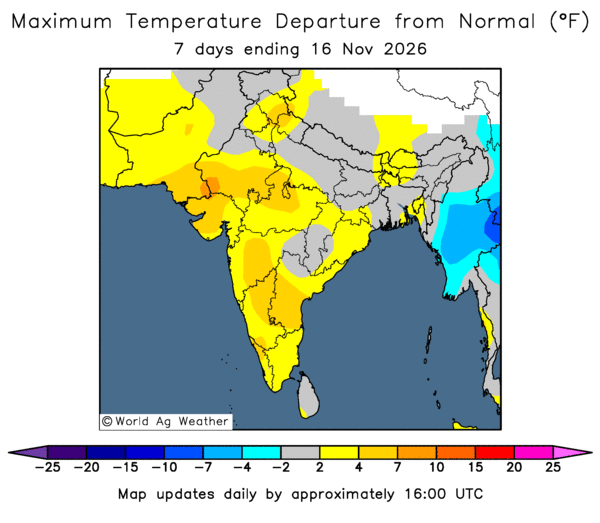 Maximum Temperature Departure from Normal (°F)
7 days ending 16 Nov 2026
©World Ag Weather
-25 -20 -15 -10 -7 -4 -2 2 4 7 10 15 20 25
Map updates daily by approximately 16:00 UTC